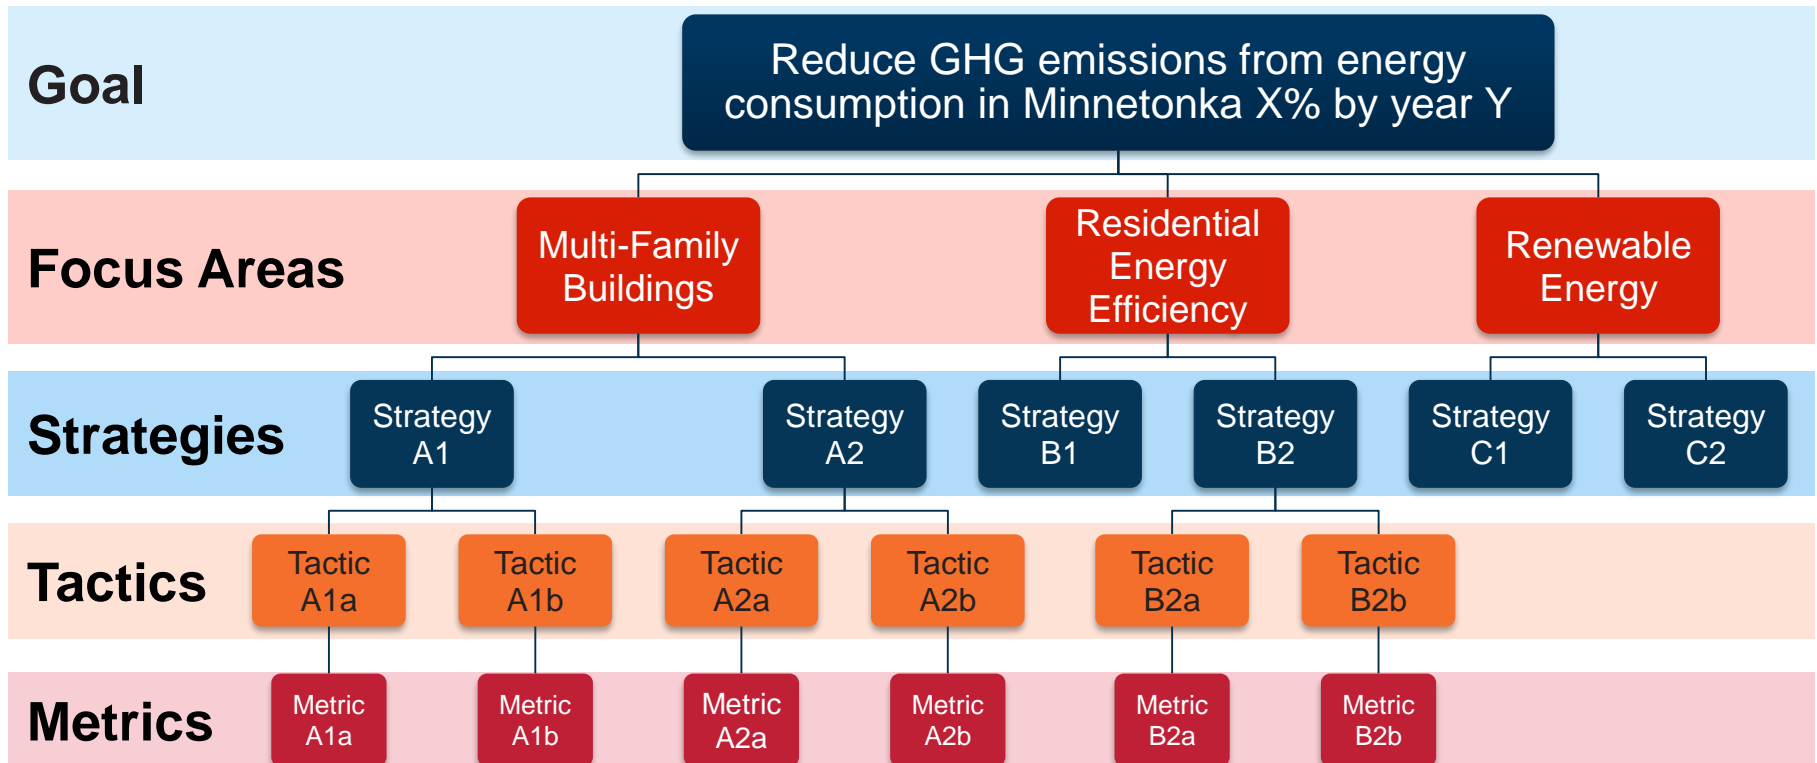 Goal
Reduce GHG emissions from energy
consumption in Minnetonka X% by year Y
Focus Areas
Multi-Family
Buildings
Residential
Energy
Efficiency
Renewable
Energy
Strategies
Strategy
A1
Strategy
A2
Strategy
B1
Strategy
B2
Strategy
C1
Strategy
C2
Tactics
Tactic
A1a
Tactic
A1b
Tactic
A2a
Tactic
A2b
Tactic
B2a
Tactic
B2b
Metrics
Metric
A1a
Metric
A1b
Metric
A2a
Metric
A2b
Metric
B2a
Metric
B2b